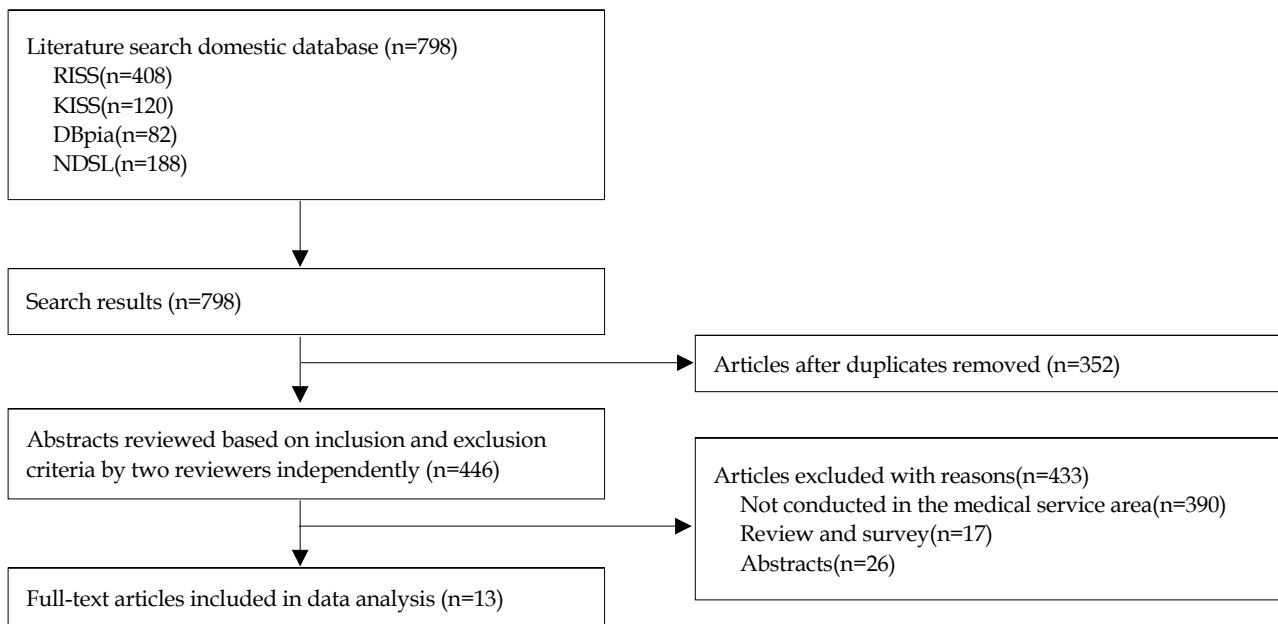 Literature search domestic database (n=798)
RISS(n=408)
KISS(n=120)
DBpia(n=82)
NDSL(n=188)
Search results (n=798)
Articles after duplicates removed (n=352)
Abstracts reviewed based on inclusion and exclusion
criteria by two reviewers independently (n=446)
Articles excluded with reasons(n=433)
Not conducted in the medical service area(n=390)
Review and survey(n=17)
Abstracts(n=26)
Full-text articles included in data analysis (n=13)